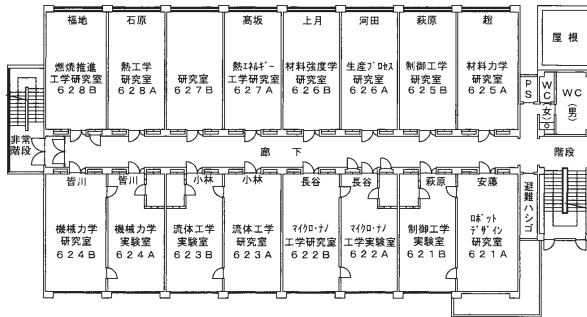 福地
燃焼推進
工学研究室
628B
石原
熱工学
研究室
628A
研究室
627B
髙坂
熱エネルギー
工学研究室
627A
上月
材料強度学
研究室
626B
河田
生産プロセス
研究室
626A
萩原
制御工学
研究室
625B
趙
材料力学
研究室
625A
PS
WC
(女)
WC
(男)
屋根
非常
階段
廊下
階段
皆川
機械力学
研究室
624B
皆川
機械力学
実験室
624A
小林
流体工学
実験室
623B
小林
流体工学
研究室
623A
長谷
マイクロ・ナノ
工学研究室
622B
長谷
マイクロ・ナノ
工学実験室
622A
萩原
制御工学
実験室
621B
安藤
ロボット
デザイン
研究室
621A
避難ハシゴ